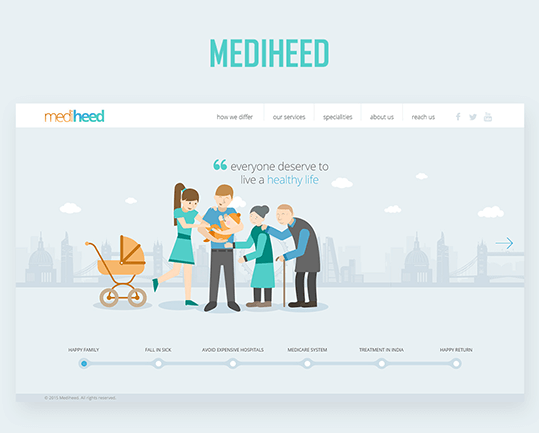 MEDIHEED
mediheed
how we differ our services specialities about us reach us
“ everyone deserve to
live a healthy life
HAPPY FAMILY FALL IN SICK AVOID EXPENSIVE HOSPITALS MEDICARE SYSTEM TREATMENT IN INDIA HAPPY RETURN
© 2015 Mediheed. All rights reserved.